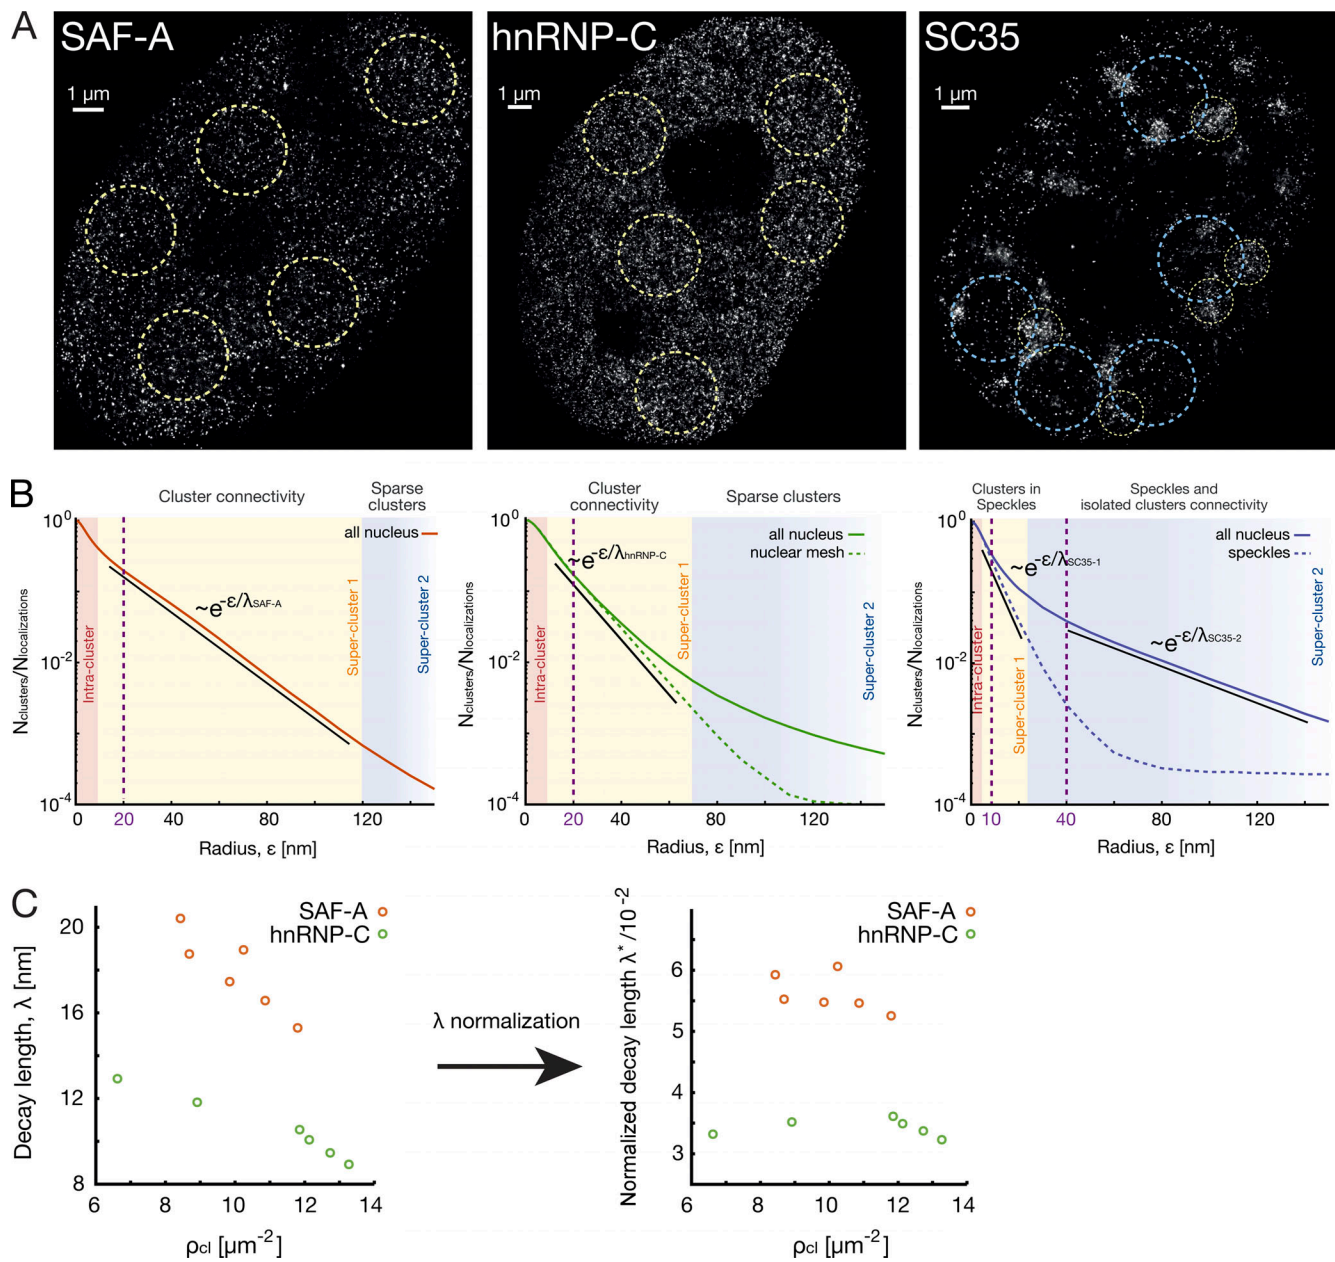 A
SAF-A
1 µm
hnRNP-C
1 µm
SC35
1 µm
B
Cluster connectivity
Sparse
clusters
all nucleus
~e-ε/λSAF-A
Intra-cluster
Super-cluster 1
Super-cluster 2
Nclusters/Nlocalizations
10^0
10^-2
10^-4
0 20 40 80 120
Radius, ε [nm]
Cluster
connectivity
Sparse clusters
all nucleus
nuclear mesh
~e-ε/λhnRNP-C
Intra-cluster
Super-cluster 1
Super-cluster 2
Nclusters/Nlocalizations
10^0
10^-2
10^-4
0 20 40 80 120
Radius, ε [nm]
Clusters in
Speckles
Speckles and
isolated clusters connectivity
all nucleus
speckles
~e-ε/λSC35-1
~e-ε/λSC35-2
Intra-cluster
Super-cluster 1
Super-cluster 2
Nclusters/Nlocalizations
10^0
10^-2
10^-4
0 10 40 80 120
Radius, ε [nm]
C
SAF-A
hnRNP-C
Decay length, λ [nm]
20
16
12
8
6 8 10 12 14
ρcl [µm-2]
λ normalization
SAF-A
hnRNP-C
Normalized decay length λ*/10-2
6
5
4
3
6 8 10 12 14
ρcl [µm-2]